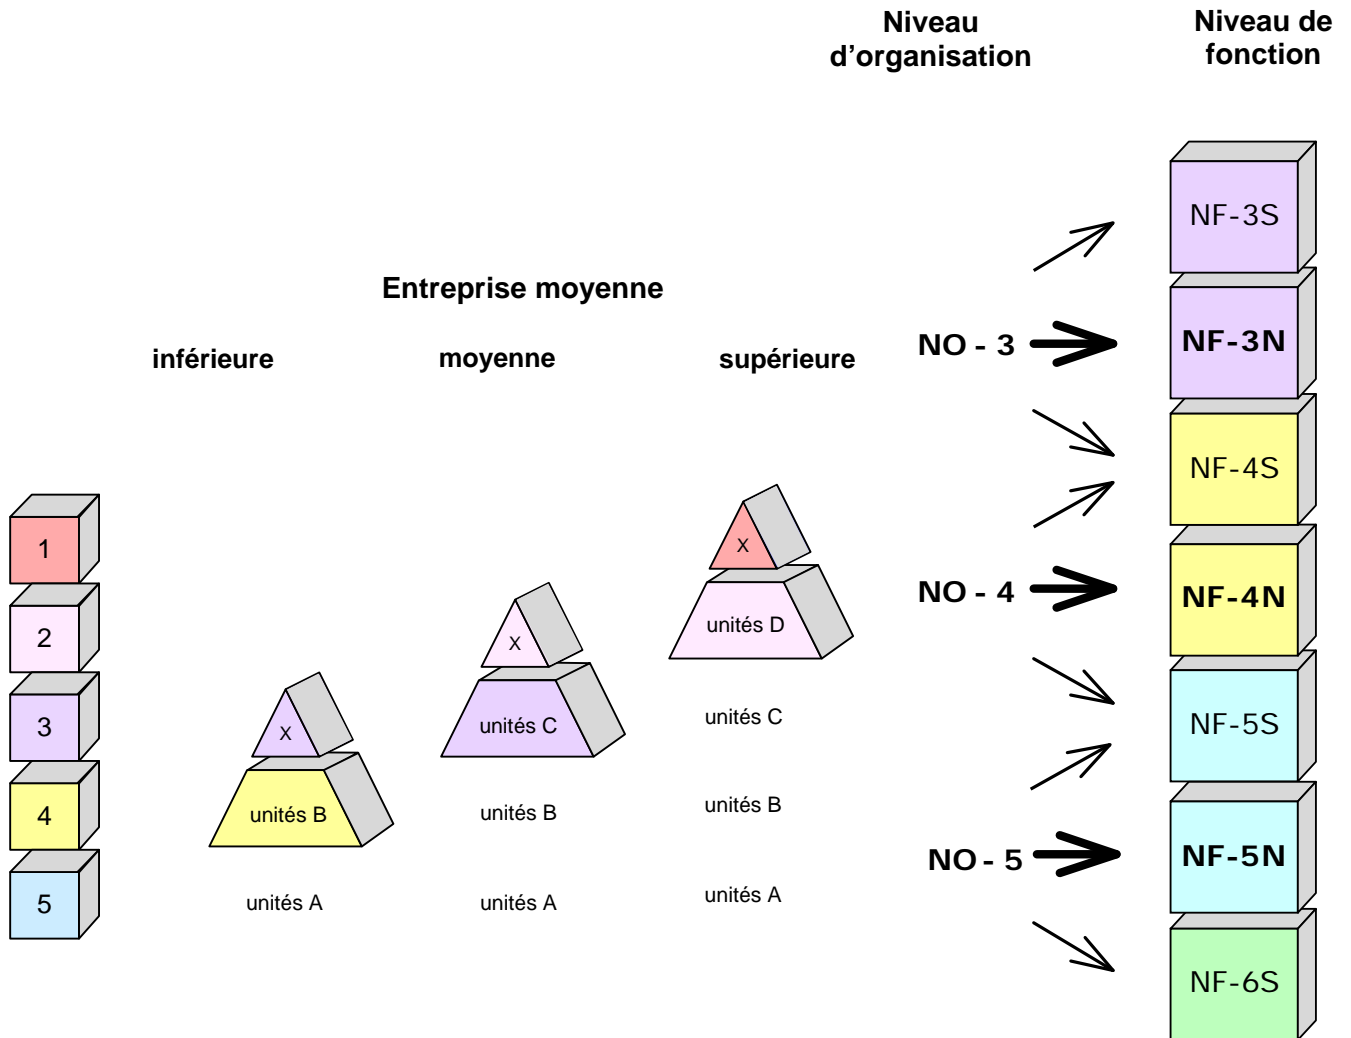 Niveau
d’organisation
Niveau de
fonction
Entreprise moyenne
inférieure
moyenne
supérieure
1
2
3
4
5
X
unités B
unités A
X
unités C
unités B
unités A
X
unités D
unités C
unités B
unités A
NO - 3
NO - 4
NO - 5
NF-3S
NF-3N
NF-4S
NF-4N
NF-5S
NF-5N
NF-6S